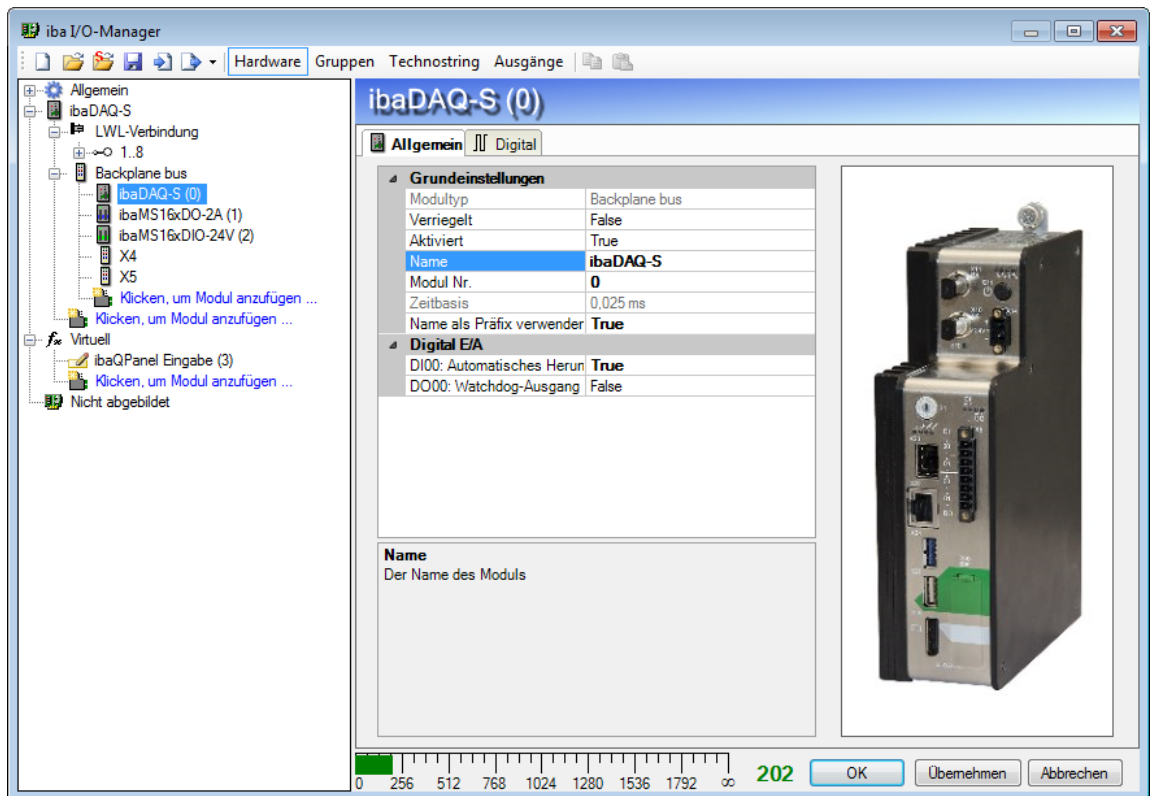 iba I/O-Manager
Hardware Gruppen Technostring Ausgänge
Allgemein
ibaDAQ-S
LWL-Verbindung
1..8
Backplane bus
ibaDAQ-S (0)
ibaMS16xDO-2A (1)
ibaMS16xDIO-24V (2)
X4
X5
Klicken, um Modul anzufügen ...
Klicken, um Modul anzufügen ...
Virtuell
ibaQPanel Eingabe (3)
Klicken, um Modul anzufügen ...
Nicht abgebildet
ibaDAQ-S (0)
Allgemein Digital
Grundeinstellungen
Modultyp Backplane bus
Verriegelt False
Aktiviert True
Name ibaDAQ-S
Modul Nr. 0
Zeitbasis 0,025 ms
Name als Präfix verwender True
Digital E/A
DI00: Automatisches Herun True
DO00: Watchdog-Ausgang False
Name
Der Name des Moduls
0 256 512 768 1024 1280 1536 1792 ∞
202
OK Übernehmen Abbrechen